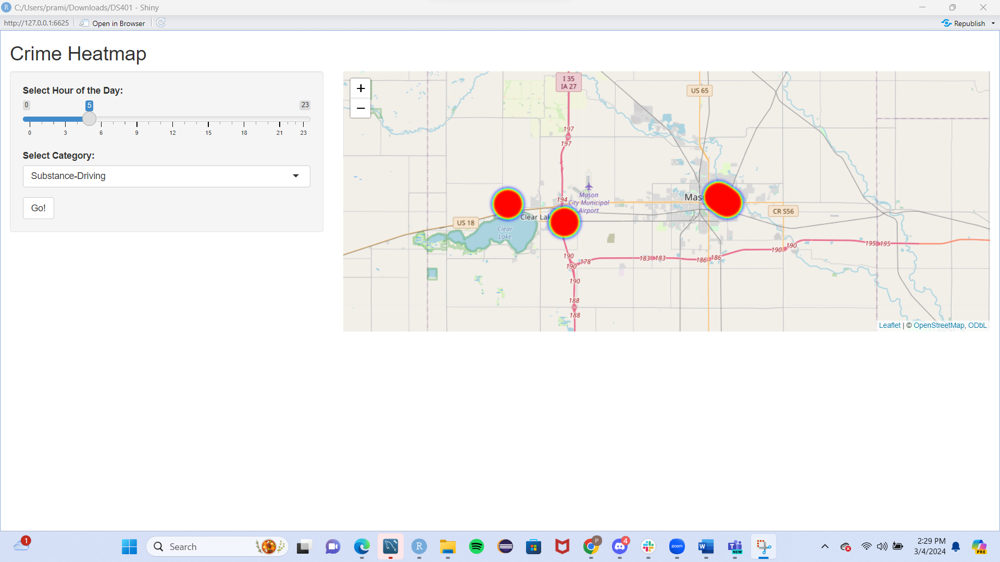 C:/Users/prami/Downloads/DS401 - Shiny
http://127.0.0.1:6625
Open in Browser
Republish
Crime Heatmap
Select Hour of the Day:
0
5
23
0 3 6 9 12 15 18 21 23
Select Category:
Substance-Driving
Go!
+
−
I 35
IA 27
US 65
197
197
194
Mason
City Municipal
Airport
Mas
Clear Lak
US 18
Clear
Lake
CR S56
190
178
190
183 183
186 186
190
190
195 195
190
188
188
Leaflet | © OpenStreetMap, ODbL
1
Search
P
4
zoom
W
NEW
2:29 PM
3/4/2024
PRE